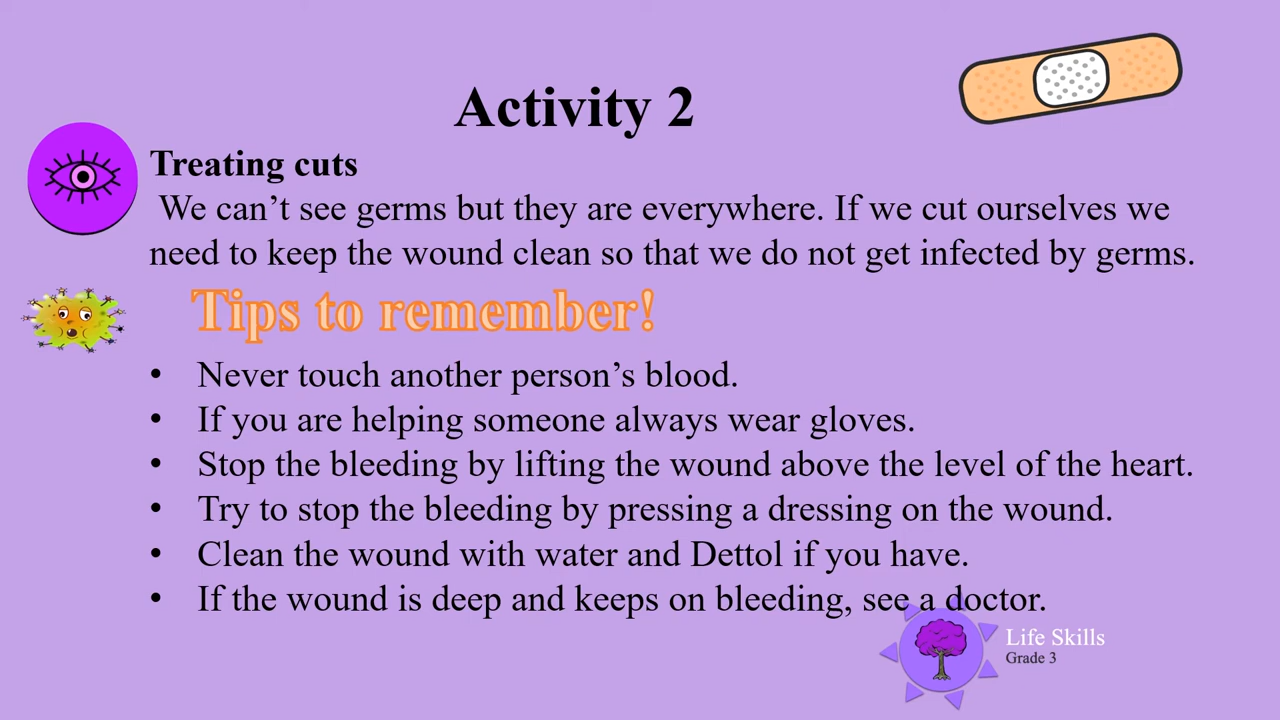 Activity 2
Treating cuts
We can’t see germs but they are everywhere. If we cut ourselves we
need to keep the wound clean so that we do not get infected by germs.
Tips to remember!
• Never touch another person’s blood.
• If you are helping someone always wear gloves.
• Stop the bleeding by lifting the wound above the level of the heart.
• Try to stop the bleeding by pressing a dressing on the wound.
• Clean the wound with water and Dettol if you have.
• If the wound is deep and keeps on bleeding, see a doctor.
Life Skills
Grade 3